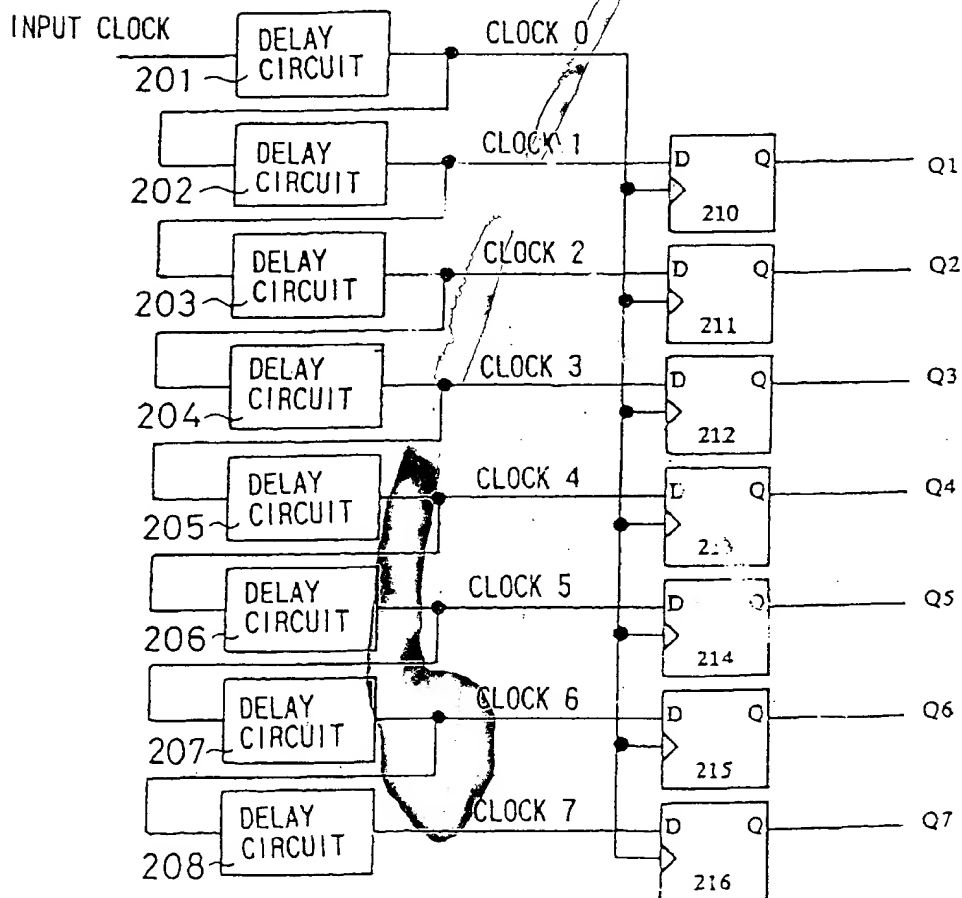 INPUT CLOCK
DELAY CIRCUIT
201
CLOCK 0
DELAY CIRCUIT
202
CLOCK 1
D Q
210
Q1
DELAY CIRCUIT
203
CLOCK 2
D Q
211
Q2
DELAY CIRCUIT
204
CLOCK 3
D Q
212
Q3
DELAY CIRCUIT
205
CLOCK 4
D Q
Q4
DELAY CIRCUIT
206
CLOCK 5
D Q
214
Q5
DELAY CIRCUIT
207
CLOCK 6
D Q
215
Q6
DELAY CIRCUIT
208
CLOCK 7
D Q
216
Q7